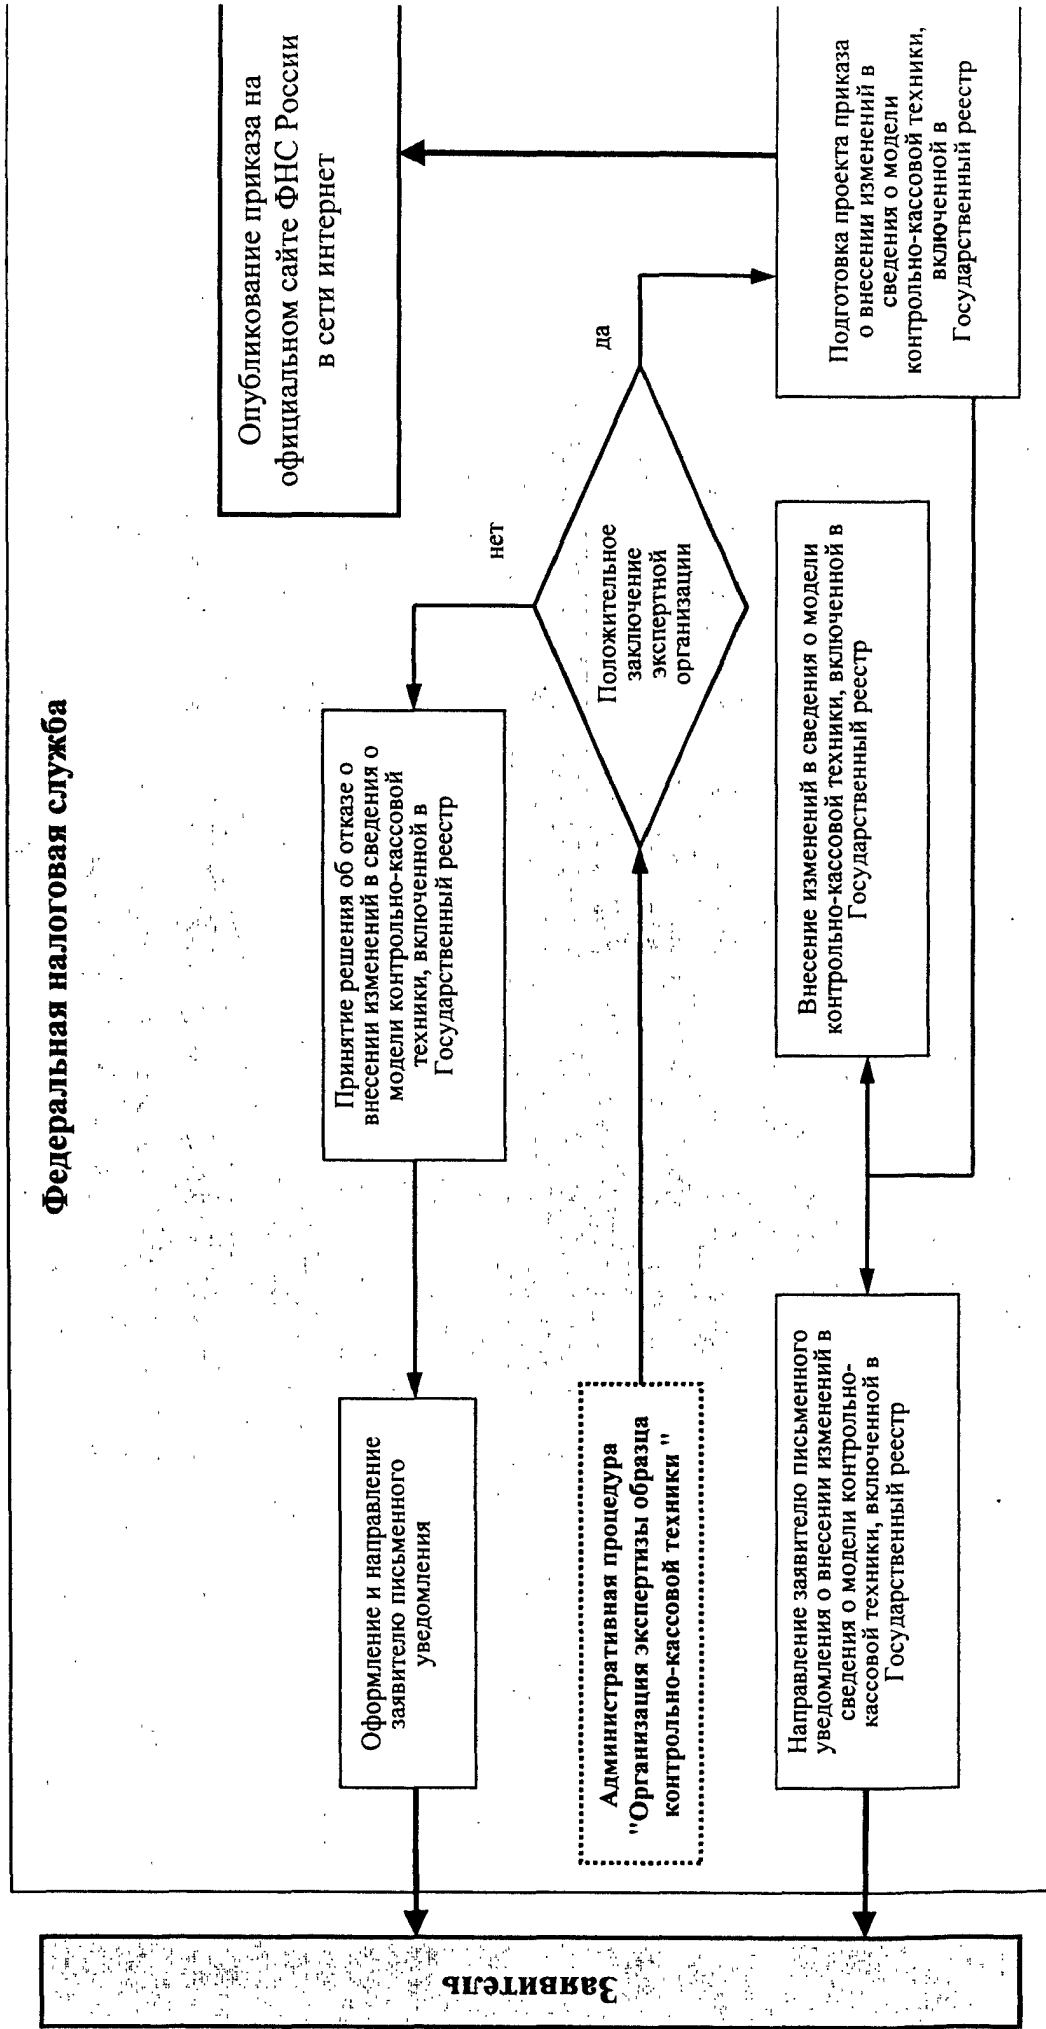 Федеральная налоговая служба
Заявитель
Оформление и направление
заявителю письменного
уведомления
Принятие решения об отказе о
внесении изменений в сведения о
модели контрольно-кассовой
техники, включенной в
Государственный реестр
Опубликование приказа на
официальном сайте ФНС России
в сети интернет
нет
Административная процедура
"Организация экспертизы образца
контрольно-кассовой техники "
Положительное
заключение
экспертной
организации
да
Направление заявителю письменного
уведомления о внесении изменений в
сведения о модели контрольно-
кассовой техники, включенной в
Государственный реестр
Внесение изменений в сведения о модели
контрольно-кассовой техники, включенной в
Государственный реестр
Подготовка проекта приказа
о внесении изменений в
сведения о модели
контрольно-кассовой техники,
включенной в
Государственный реестр